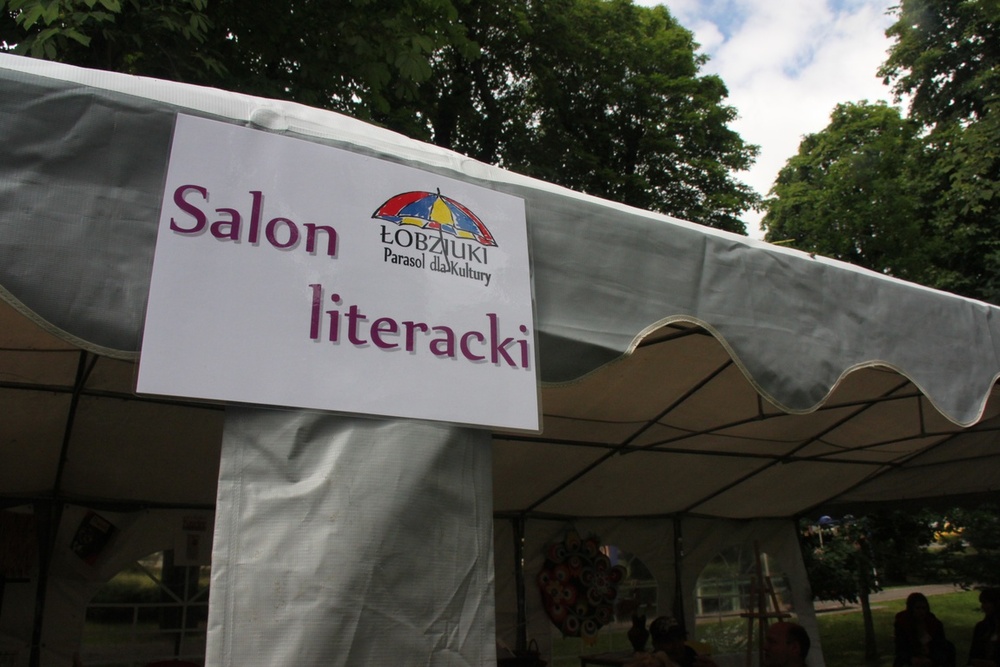 Salon
ŁOBZIUKI
Parasol dla Kultury
literacki